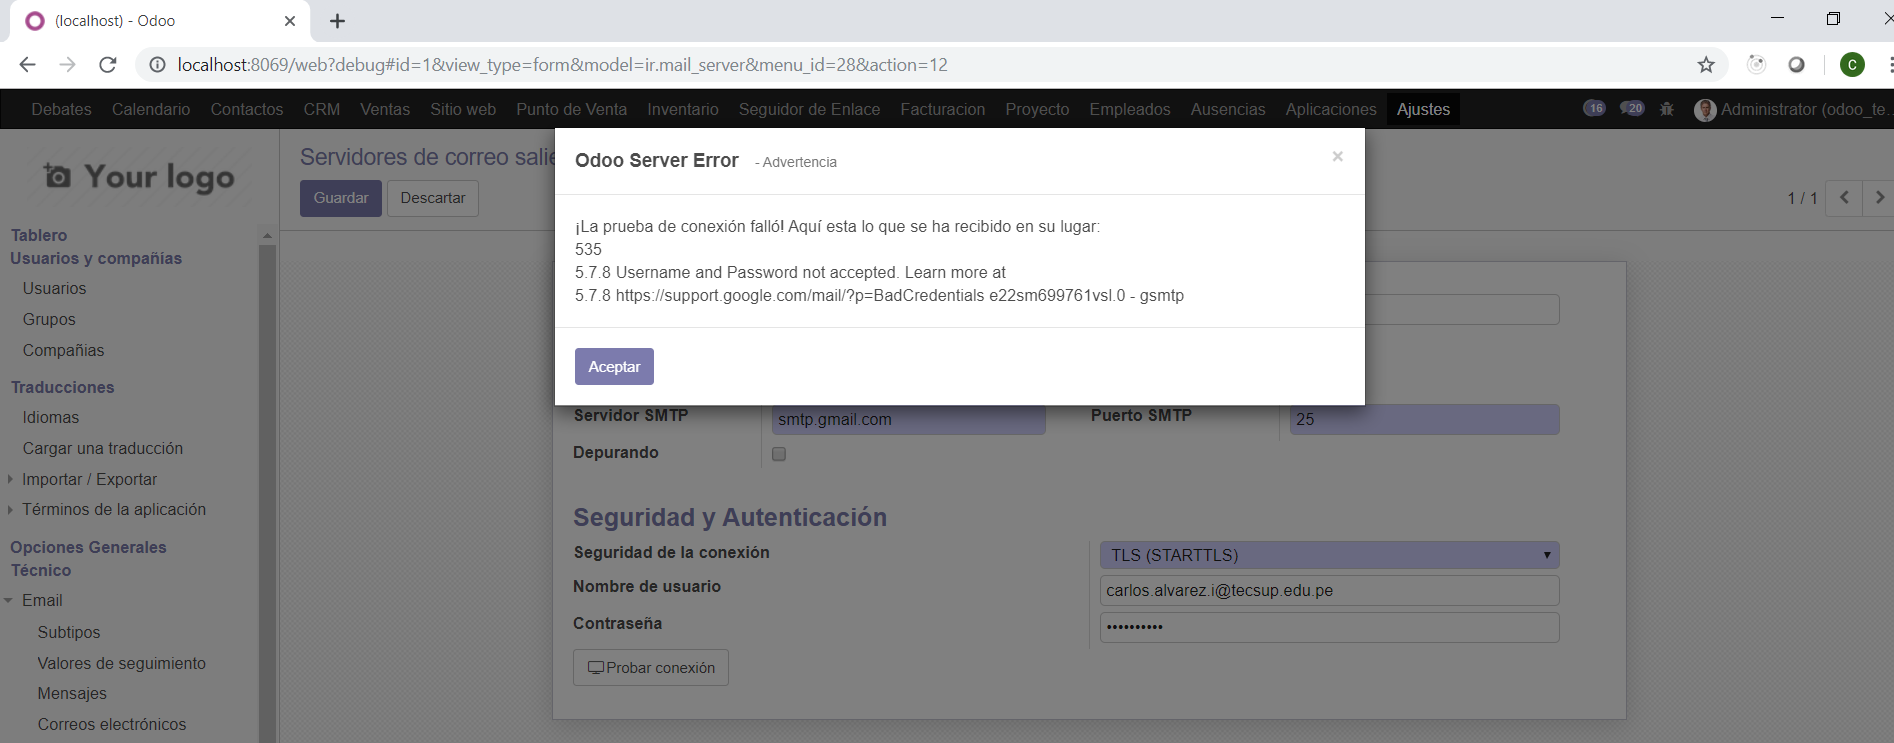 (localhost) - Odoo
localhost:8069/web?debug#id=1&view_type=form&model=ir.mail_server&menu_id=28&action=12
C
Debates Calendario Contactos CRM Ventas Sitio web Punto de Venta Inventario Seguidor de Enlace Facturacion Proyecto Empleados Ausencias Aplicaciones Ajustes 16 20 Administrator (odoo_te...
Your logo
Tablero
Usuarios y compañías
Usuarios
Grupos
Compañias
Traducciones
Idiomas
Cargar una traducción
Importar / Exportar
Términos de la aplicación
Opciones Generales
Técnico
Email
Subtipos
Valores de seguimiento
Mensajes
Correos electrónicos
Servidores de correo salie
Guardar Descartar
1 / 1
Odoo Server Error - Advertencia
×
¡La prueba de conexión falló! Aquí esta lo que se ha recibido en su lugar:
535
5.7.8 Username and Password not accepted. Learn more at
5.7.8 https://support.google.com/mail/?p=BadCredentials e22sm699761vsl.0 - gsmtp
Aceptar
Servidor SMTP smtp.gmail.com Puerto SMTP 25
Depurando
Seguridad y Autenticación
Seguridad de la conexión TLS (STARTTLS)
Nombre de usuario carlos.alvarez.i@tecsup.edu.pe
Contraseña ••••••••••
Probar conexión